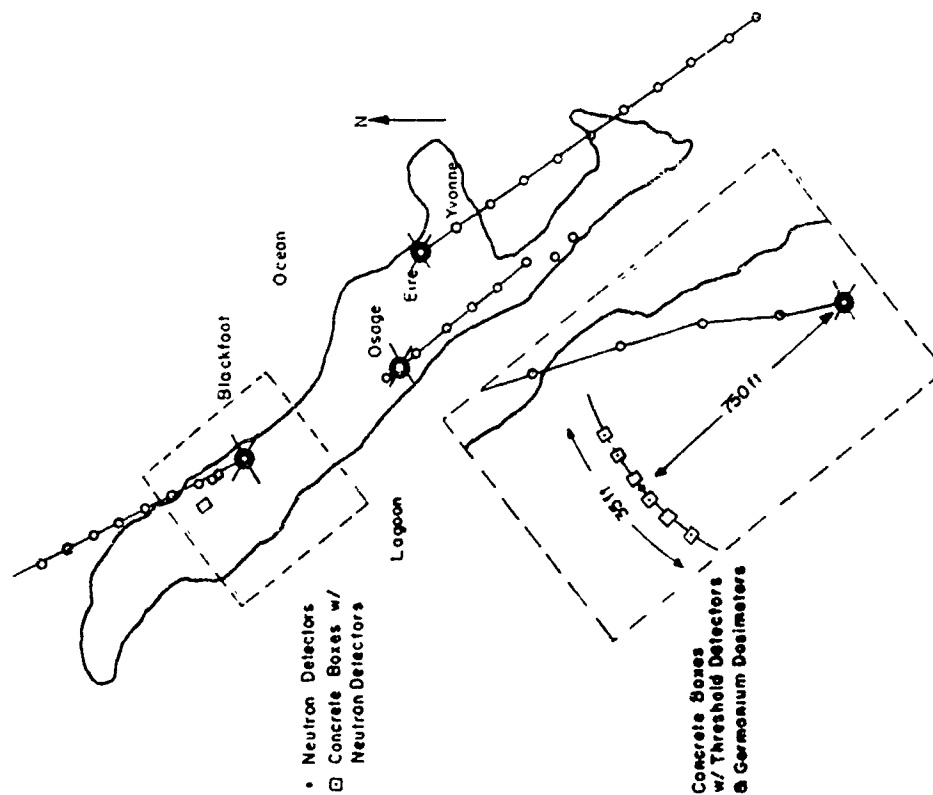 N
Ocean
Blackfoot
Yvonne
Eire
Osage
Lagoon
• Neutron Detectors
⊡ Concrete Boxes w/
Neutron Detectors
750 ft
35 ft
Concrete Boxes
w/ Threshold Detectors
& Germanium Dosimeters